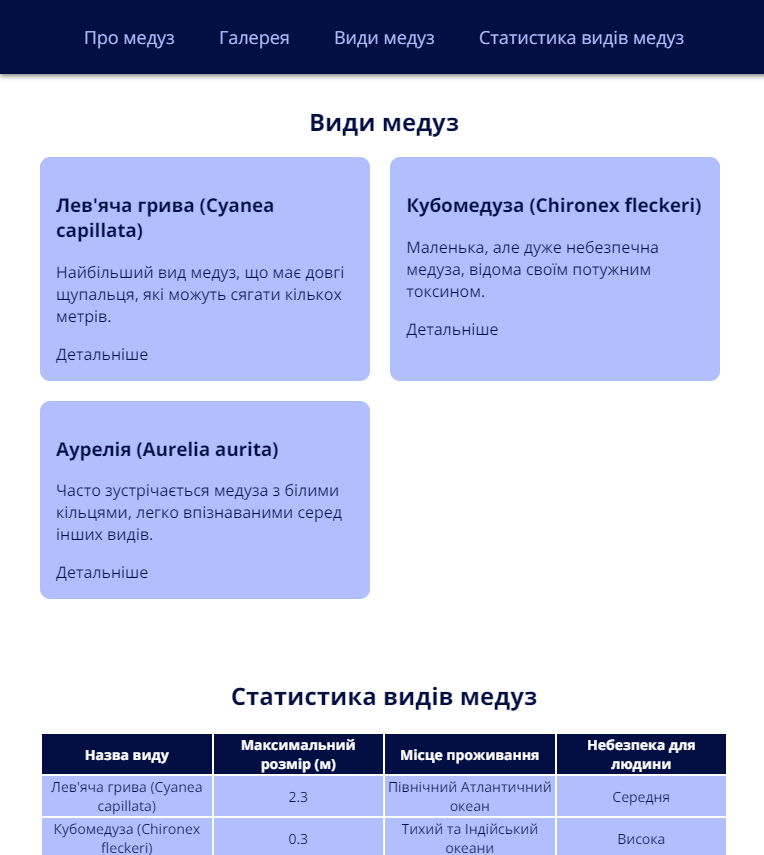 Про медуз Галерея Види медуз Статистика видів медуз
Види медуз
Лев'яча грива (Cyanea
capillata)
Найбільший вид медуз, що має довгі
щупальця, які можуть сягати кількох
метрів.
Детальніше
Кубомедуза (Chironex fleckeri)
Маленька, але дуже небезпечна
медуза, відома своїм потужним
токсином.
Детальніше
Аурелія (Aurelia aurita)
Часто зустрічається медуза з білими
кільцями, легко впізнаваними серед
інших видів.
Детальніше
Статистика видів медуз
Назва виду
Максимальний
розмір (м)
Місце проживання
Небезпека для
людини
Лев'яча грива (Cyanea
capillata)
2.3
Північний Атлантичний
океан
Середня
Кубомедуза (Chironex
fleckeri)
0.3
Тихий та Індійський
океани
Висока